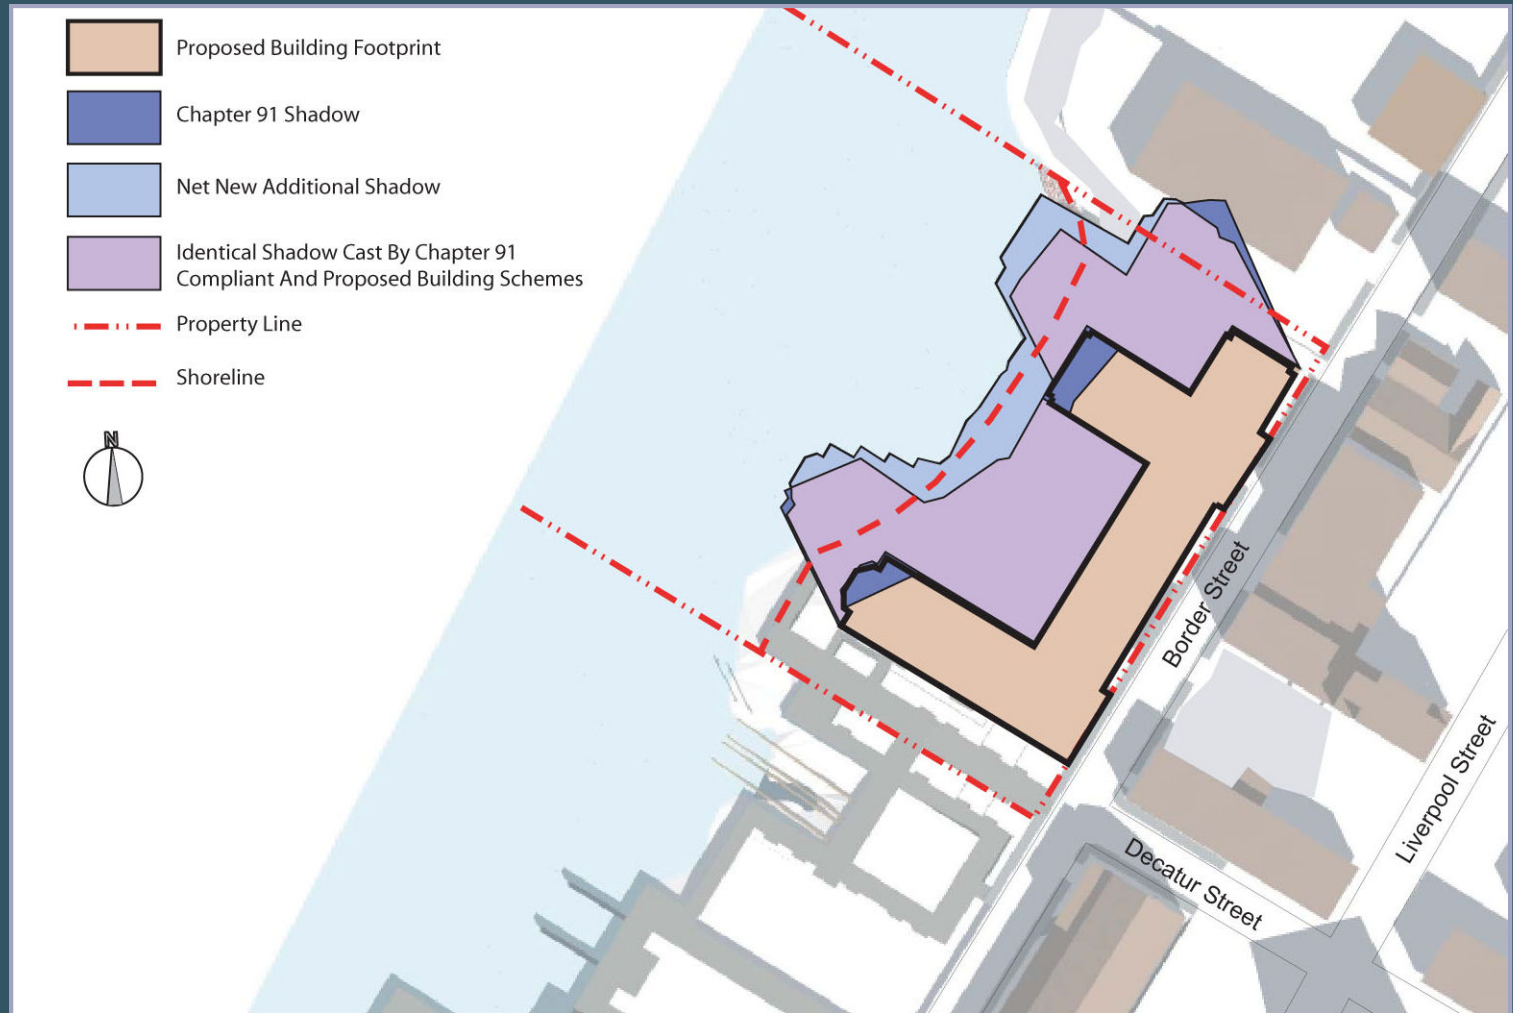 Proposed Building Footprint
Chapter 91 Shadow
Net New Additional Shadow
Identical Shadow Cast By Chapter 91
Compliant And Proposed Building Schemes
Property Line
Shoreline
N
Border Street
Liverpool Street
Decatur Street